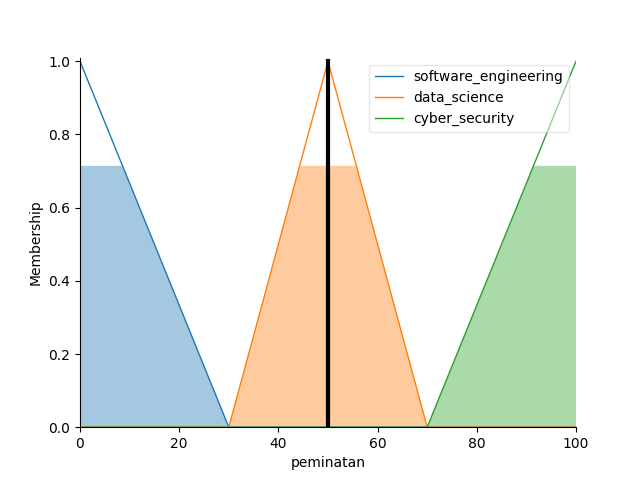 1.0
0.8
0.6
0.4
0.2
0.0
Membership
software_engineering
data_science
cyber_security
0 20 40 60 80 100
peminatan